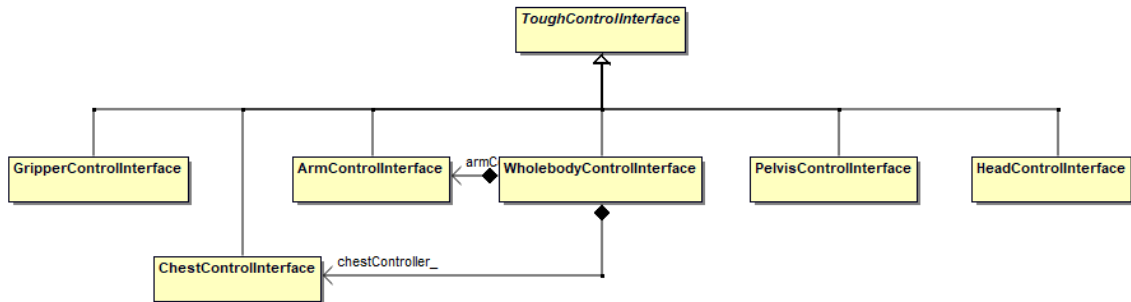 ToughControlInterface
GripperControlInterface
ArmControlInterface
armC
WholebodyControlInterface
PelvisControlInterface
HeadControlInterface
ChestControlInterface
chestController_